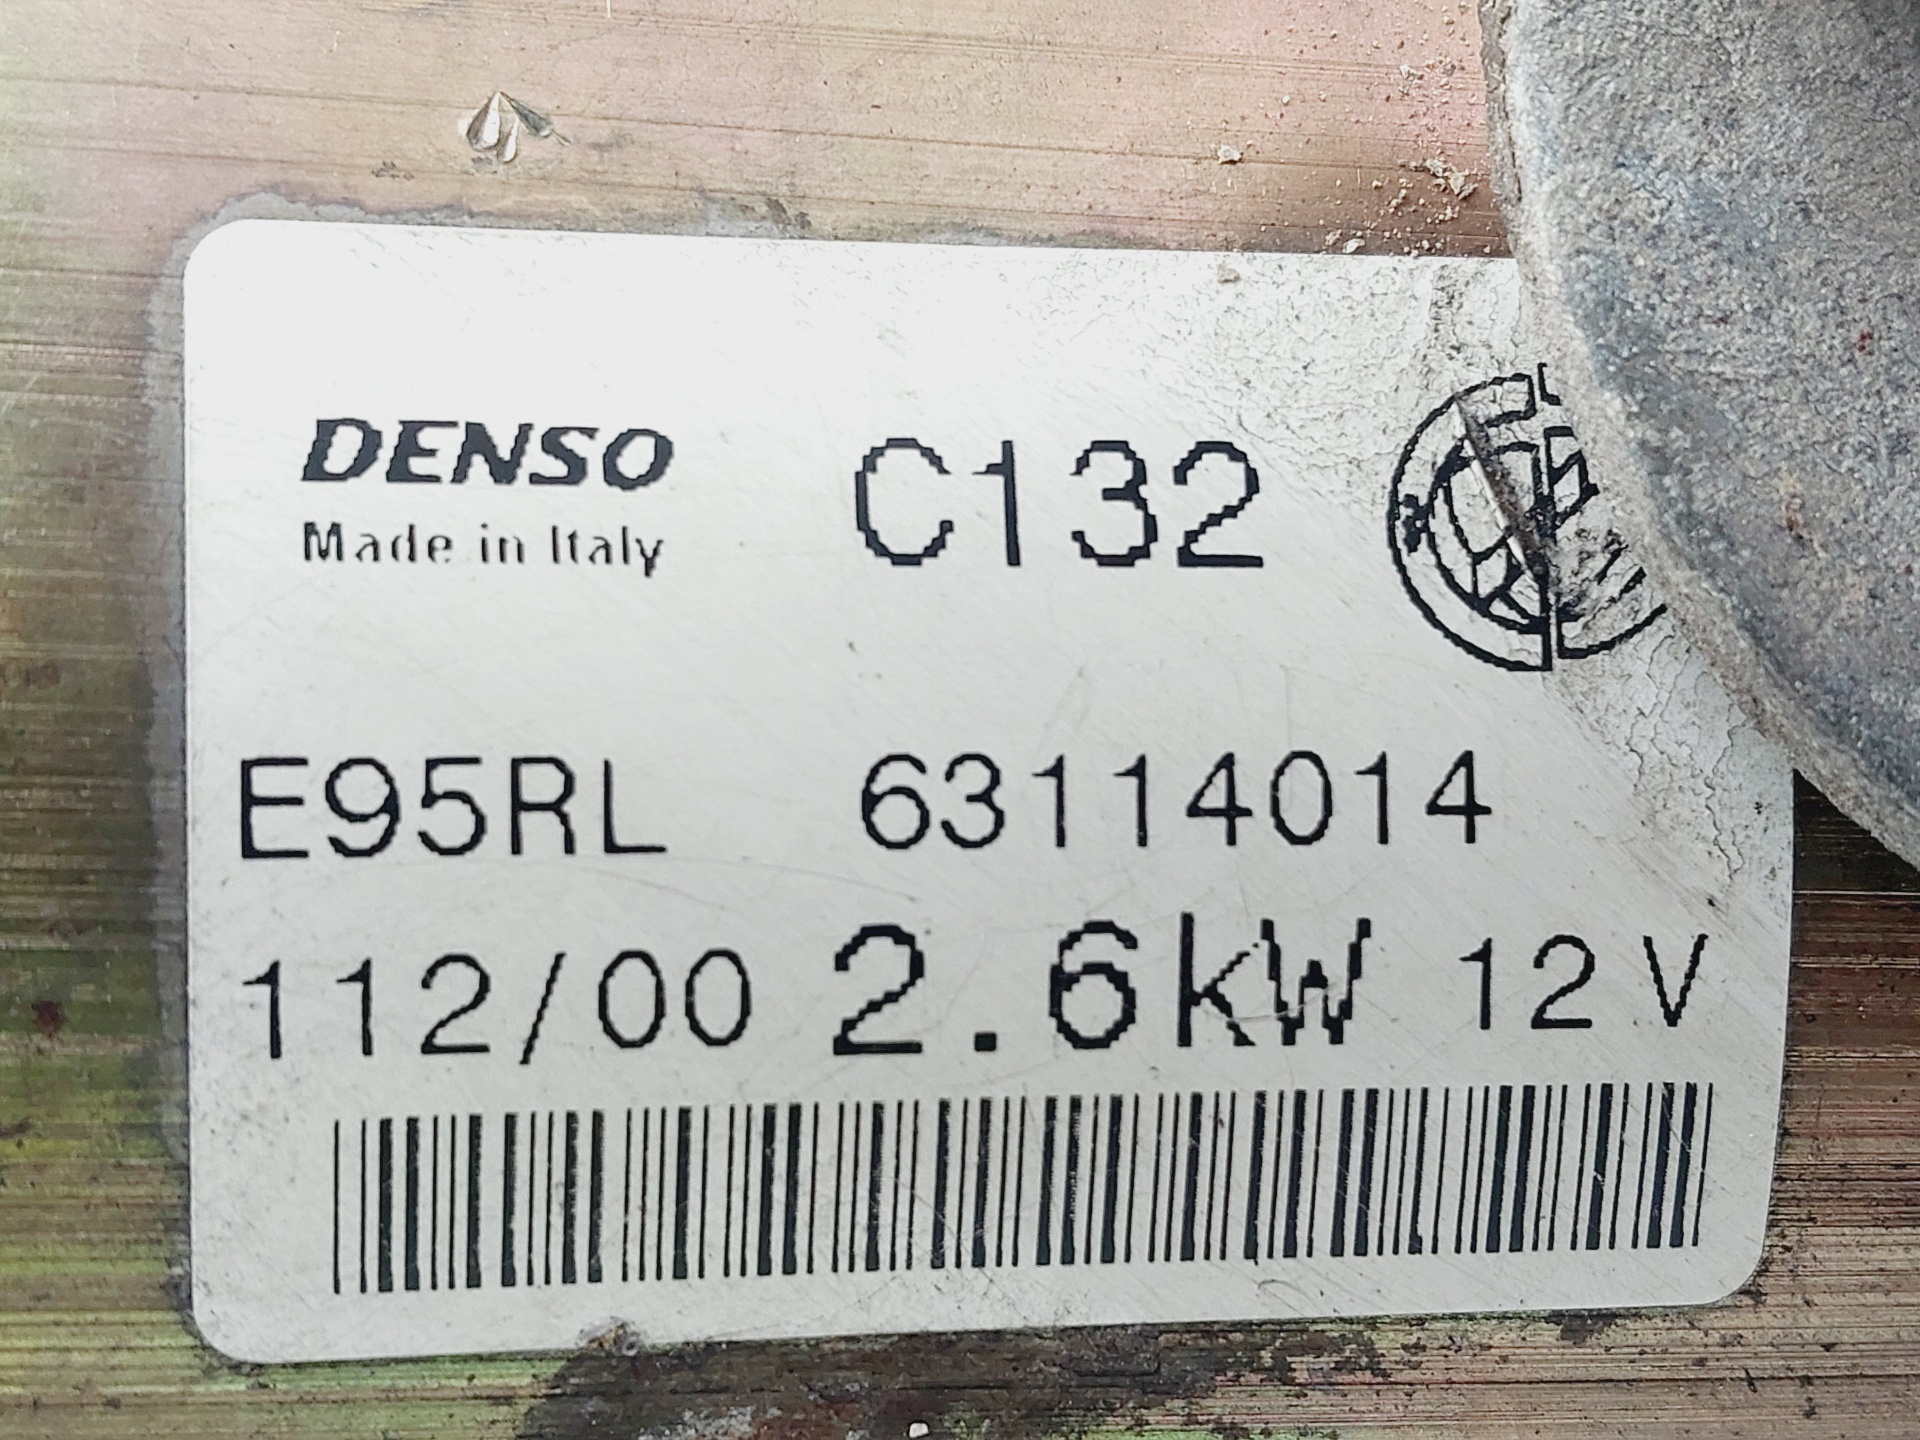 DENSO C132
Made in Italy
E95RL 63114014
112/00 2.6kW 12V